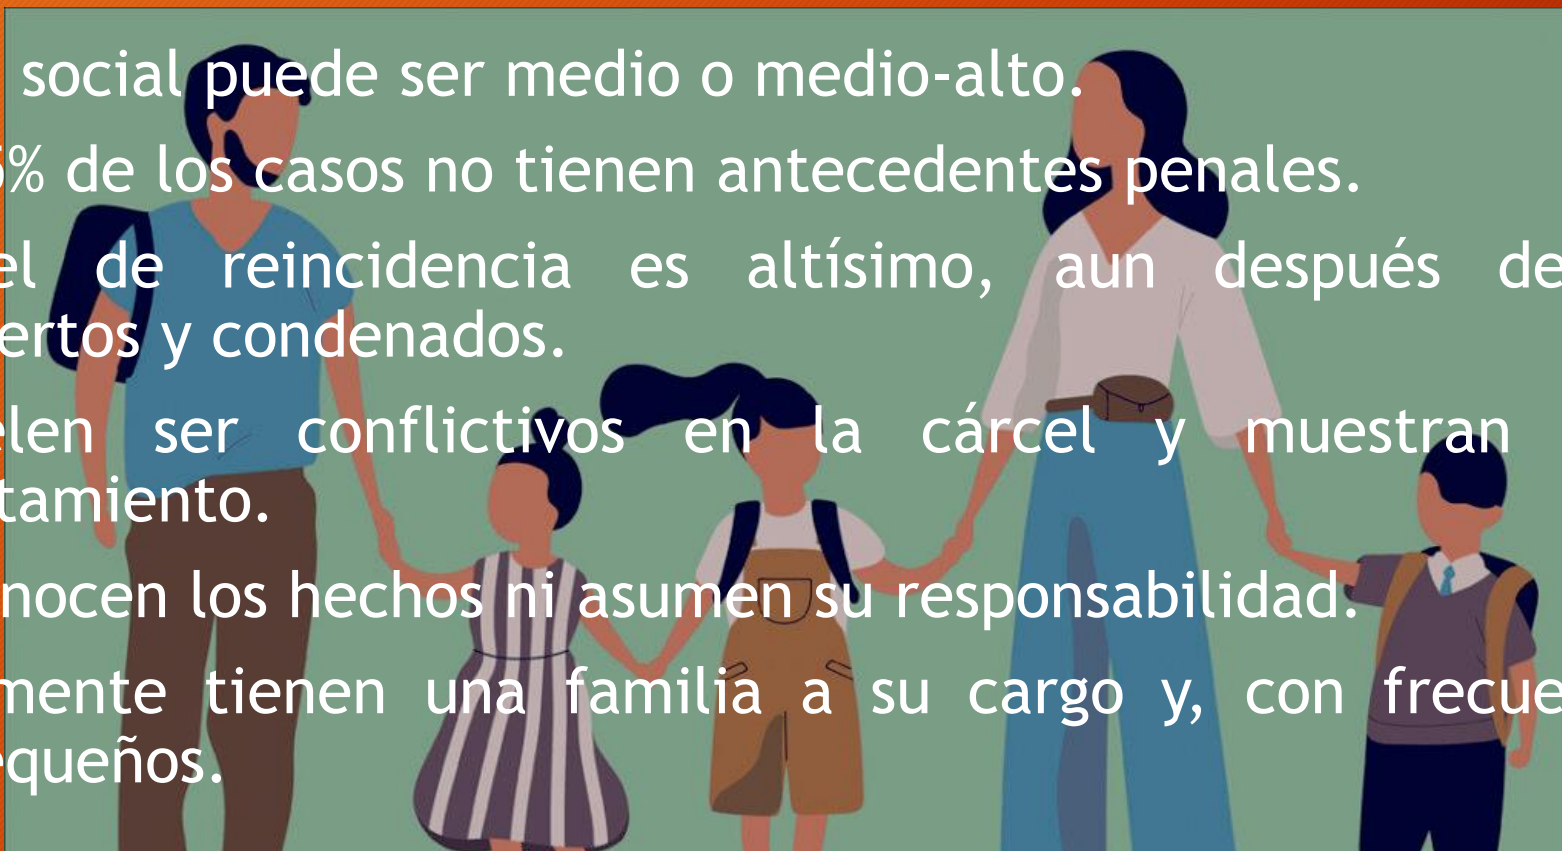 social puede ser medio o medio-alto.
% de los casos no tienen antecedentes penales.
el de reincidencia es altísimo, aun después de
ertos y condenados.
elen ser conflictivos en la cárcel y muestran
tamiento.
nocen los hechos ni asumen su responsabilidad.
mente tienen una familia a su cargo y, con frecue
equeños.